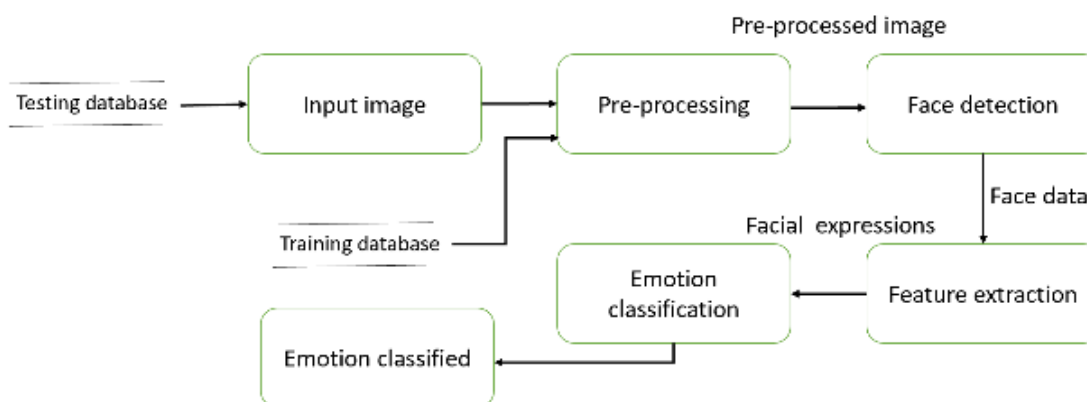 Pre-processed image
Testing database
Input image
Pre-processing
Face detection
Face data
Training database
Facial expressions
Emotion
classification
Feature extraction
Emotion classified